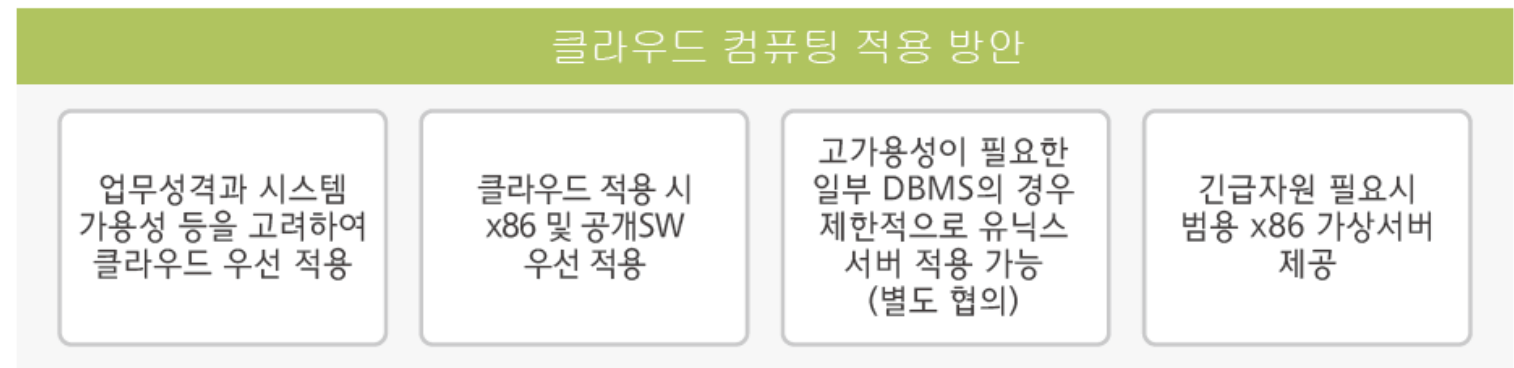 클라우드 컴퓨팅 적용 방안
업무성격과 시스템
가용성 등을 고려하여
클라우드 우선 적용
클라우드 적용 시
x86 및 공개SW
우선 적용
고가용성이 필요한
일부 DBMS의 경우
제한적으로 유닉스
서버 적용 가능
(별도 협의)
긴급자원 필요시
범용 x86 가상서버
제공